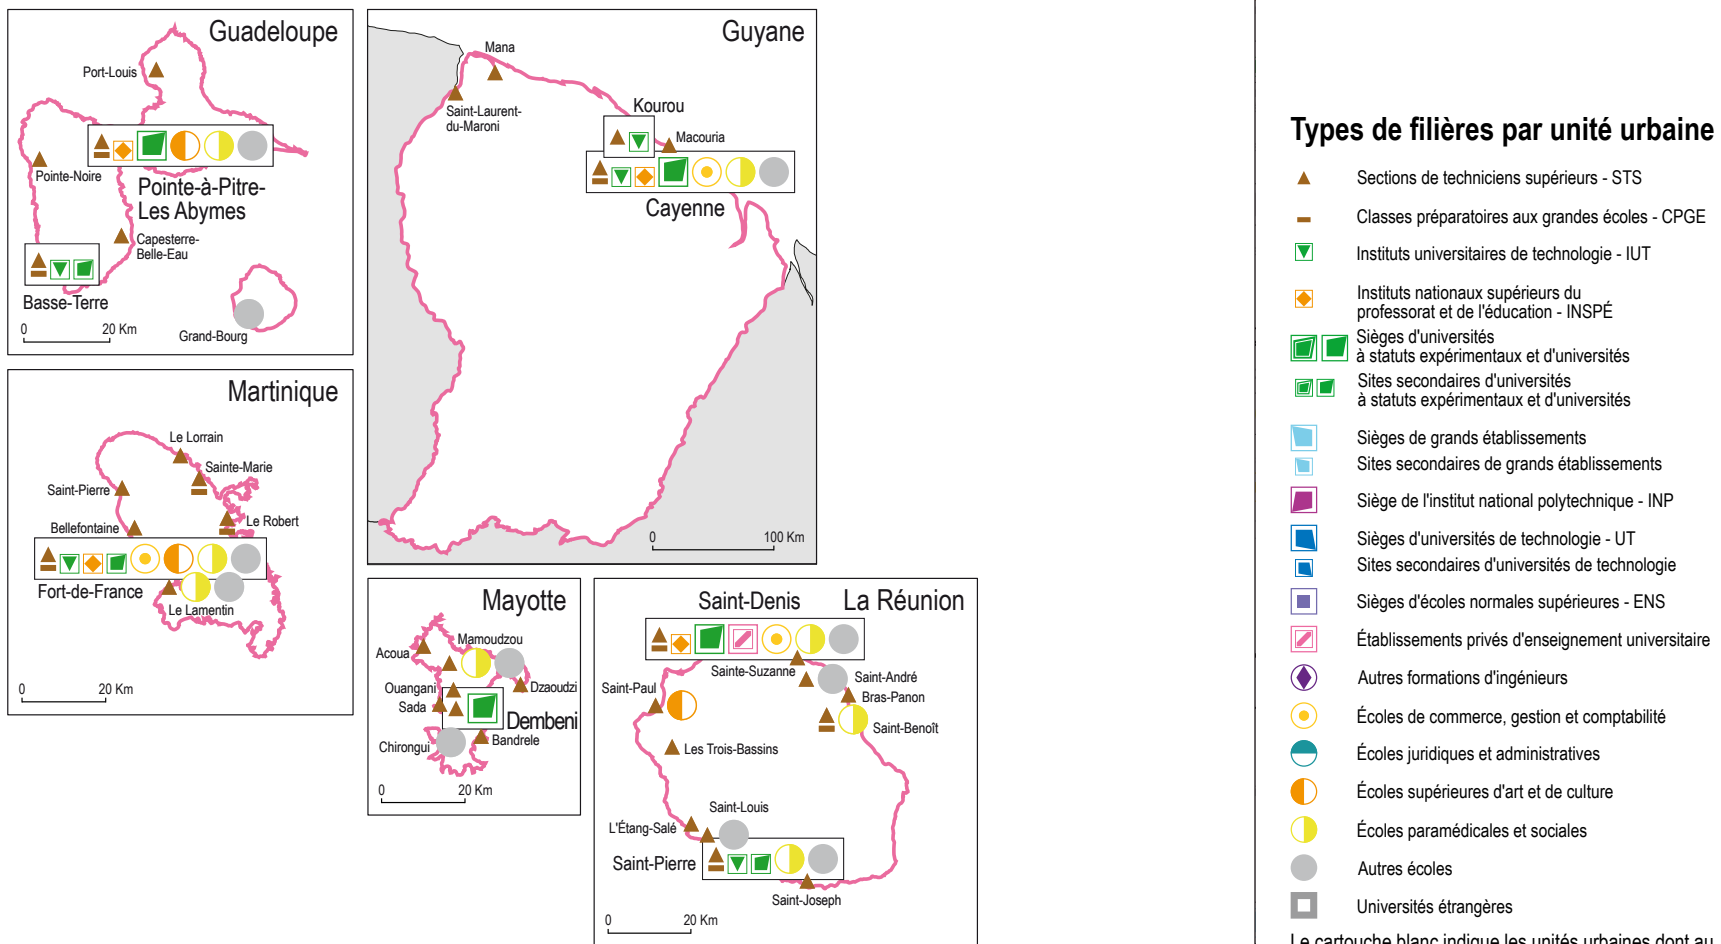 Guadeloupe
Port-Louis
Pointe-Noire
Pointe-à-Pitre-
Les Abymes
Capesterre-
Belle-Eau
Basse-Terre
0
20 Km
Grand-Bourg
Guyane
Mana
Saint-Laurent-
du-Maroni
Kourou
Macouria
Cayenne
0
100 Km
Martinique
Le Lorrain
Sainte-Marie
Saint-Pierre
Bellefontaine
Le Robert
Fort-de-France
Le Lamentin
0
20 Km
Mayotte
Mamoudzou
Acoua
Ouangani
Dzaoudzi
Sada
Dembeni
Chirongui
Bandrele
0
20 Km
Saint-Denis
La Réunion
Sainte-Suzanne
Saint-André
Saint-Paul
Bras-Panon
Saint-Benoît
Les Trois-Bassins
Saint-Louis
L'Étang-Salé
Saint-Pierre
Saint-Joseph
0
20 Km
Types de filières par unité urbaine
Sections de techniciens supérieurs - STS
Classes préparatoires aux grandes écoles - CPGE
Instituts universitaires de technologie - IUT
Instituts nationaux supérieurs du
professorat et de l'éducation - INSPÉ
Sièges d'universités
à statuts expérimentaux et d'universités
Sites secondaires d'universités
à statuts expérimentaux et d'universités
Sièges de grands établissements
Sites secondaires de grands établissements
Siège de l'institut national polytechnique - INP
Sièges d'universités de technologie - UT
Sites secondaires d'universités de technologie
Sièges d'écoles normales supérieures - ENS
Établissements privés d'enseignement universitaire
Autres formations d'ingénieurs
Écoles de commerce, gestion et comptabilité
Écoles juridiques et administratives
Écoles supérieures d'art et de culture
Écoles paramédicales et sociales
Autres écoles
Universités étrangères
Le cartouche blanc indique les unités urbaines dont au